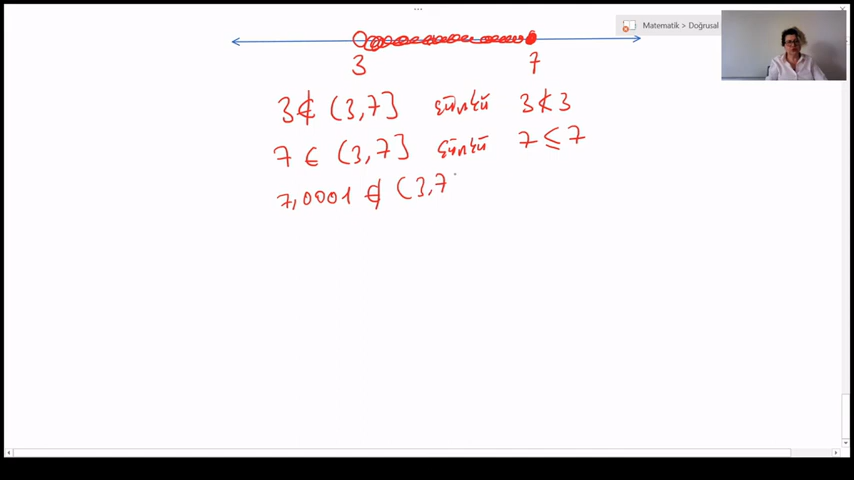 Matematik > Doğrusal
3 7
3 ∉ (3,7] çünkü 3 ≮ 3
7 ∈ (3,7] çünkü 7 ⩽ 7
7,0001 ∉ (3,7